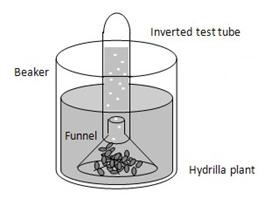 Inverted test tube
Beaker
Funnel
Hydrilla plant